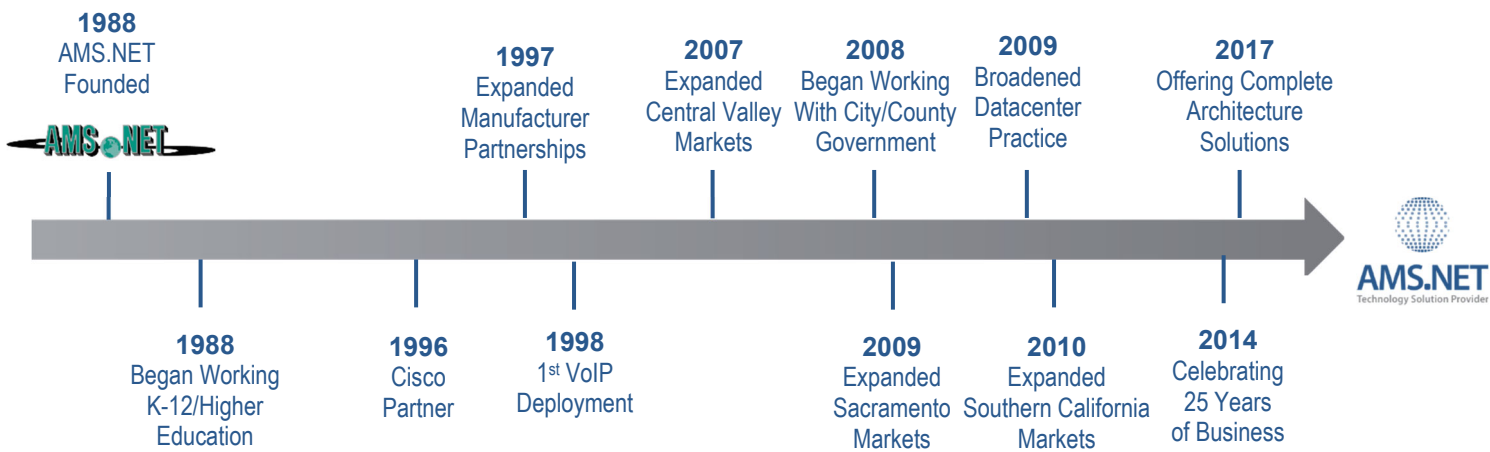 1988
AMS.NET
Founded
AMS.NET
1997
Expanded
Manufacturer
Partnerships
2007
Expanded
Central Valley
Markets
2008
Began Working
With City/County
Government
2009
Broadened
Datacenter
Practice
2017
Offering Complete
Architecture
Solutions
AMS.NET
Technology Solution Provider
1988
Began Working
K-12/Higher
Education
1996
Cisco
Partner
1998
1st VoIP
Deployment
2009
Expanded
Sacramento
Markets
2010
Expanded
Southern California
Markets
2014
Celebrating
25 Years
of Business